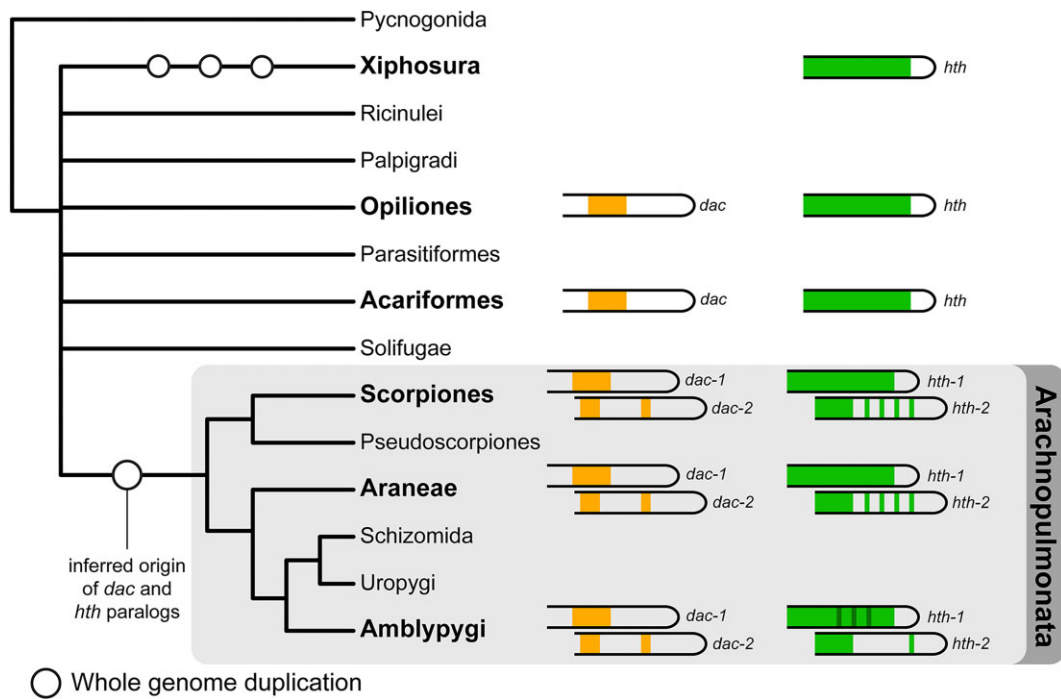 Pycnogonida
Xiphosura
hth
Ricinulei
Palpigradi
Opiliones
dac
hth
Parasitiformes
Acariformes
dac
hth
Solifugae
Scorpiones
dac-1
hth-1
dac-2
hth-2
Pseudoscorpiones
Araneae
dac-1
hth-1
dac-2
hth-2
Schizomida
Uropygi
Amblypygi
dac-1
hth-1
dac-2
hth-2
Arachnopulmonata
inferred origin
of dac and
hth paralogs
Whole genome duplication